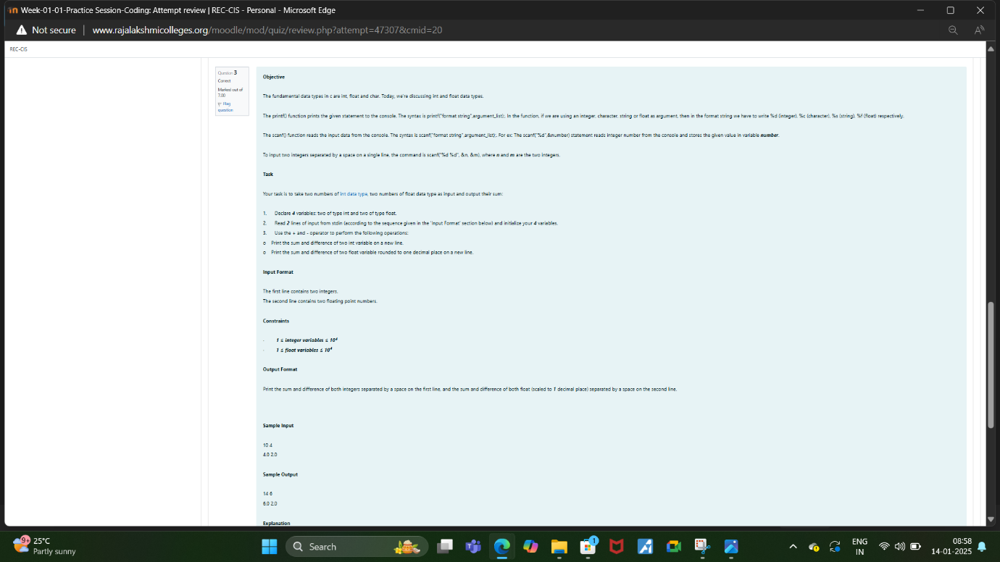 Week-01-01-Practice Session-Coding: Attempt review | REC-CIS - Personal - Microsoft Edge
Not secure | www.rajalakshmicolleges.org/moodle/mod/quiz/review.php?attempt=47307&cmid=20
REC-CIS
Question 3
Correct
Marked out of
7.00
Flag
question
Objective
The fundamental data types in c are int, float and char. Today, we're discussing int and float data types.
The printf() function prints the given statement to the console. The syntax is printf("format string",argument_list);. In the function, if we are using an integer, character, string or float as argument, then in the format string we have to write %d (integer), %c (character), %s (string), %f (float) respectively.
The scanf() function reads the input data from the console. The syntax is scanf("format string",argument_list);. For ex: The scanf("%d",&number) statement reads integer number from the console and stores the given value in variable number.
To input two integers separated by a space on a single line, the command is scanf("%d %d", &n, &m), where n and m are the two integers.
Task
Your task is to take two numbers of int data type, two numbers of float data type as input and output their sum:
1. Declare 4 variables: two of type int and two of type float.
2. Read 2 lines of input from stdin (according to the sequence given in the 'Input Format' section below) and initialize your 4 variables.
3. Use the + and - operator to perform the following operations:
o Print the sum and difference of two int variable on a new line.
o Print the sum and difference of two float variable rounded to one decimal place on a new line.
Input Format
The first line contains two integers.
The second line contains two floating point numbers.
Constraints
· 1 ≤ integer variables ≤ 10⁴
· 1 ≤ float variables ≤ 10⁴
Output Format
Print the sum and difference of both integers separated by a space on the first line, and the sum and difference of both float (scaled to 1 decimal place) separated by a space on the second line.
Sample Input
10 4
4.0 2.0
Sample Output
14 6
6.0 2.0
Explanation
9+
25°C
Partly sunny
Search
1
ENG
IN
08:58
14-01-2025